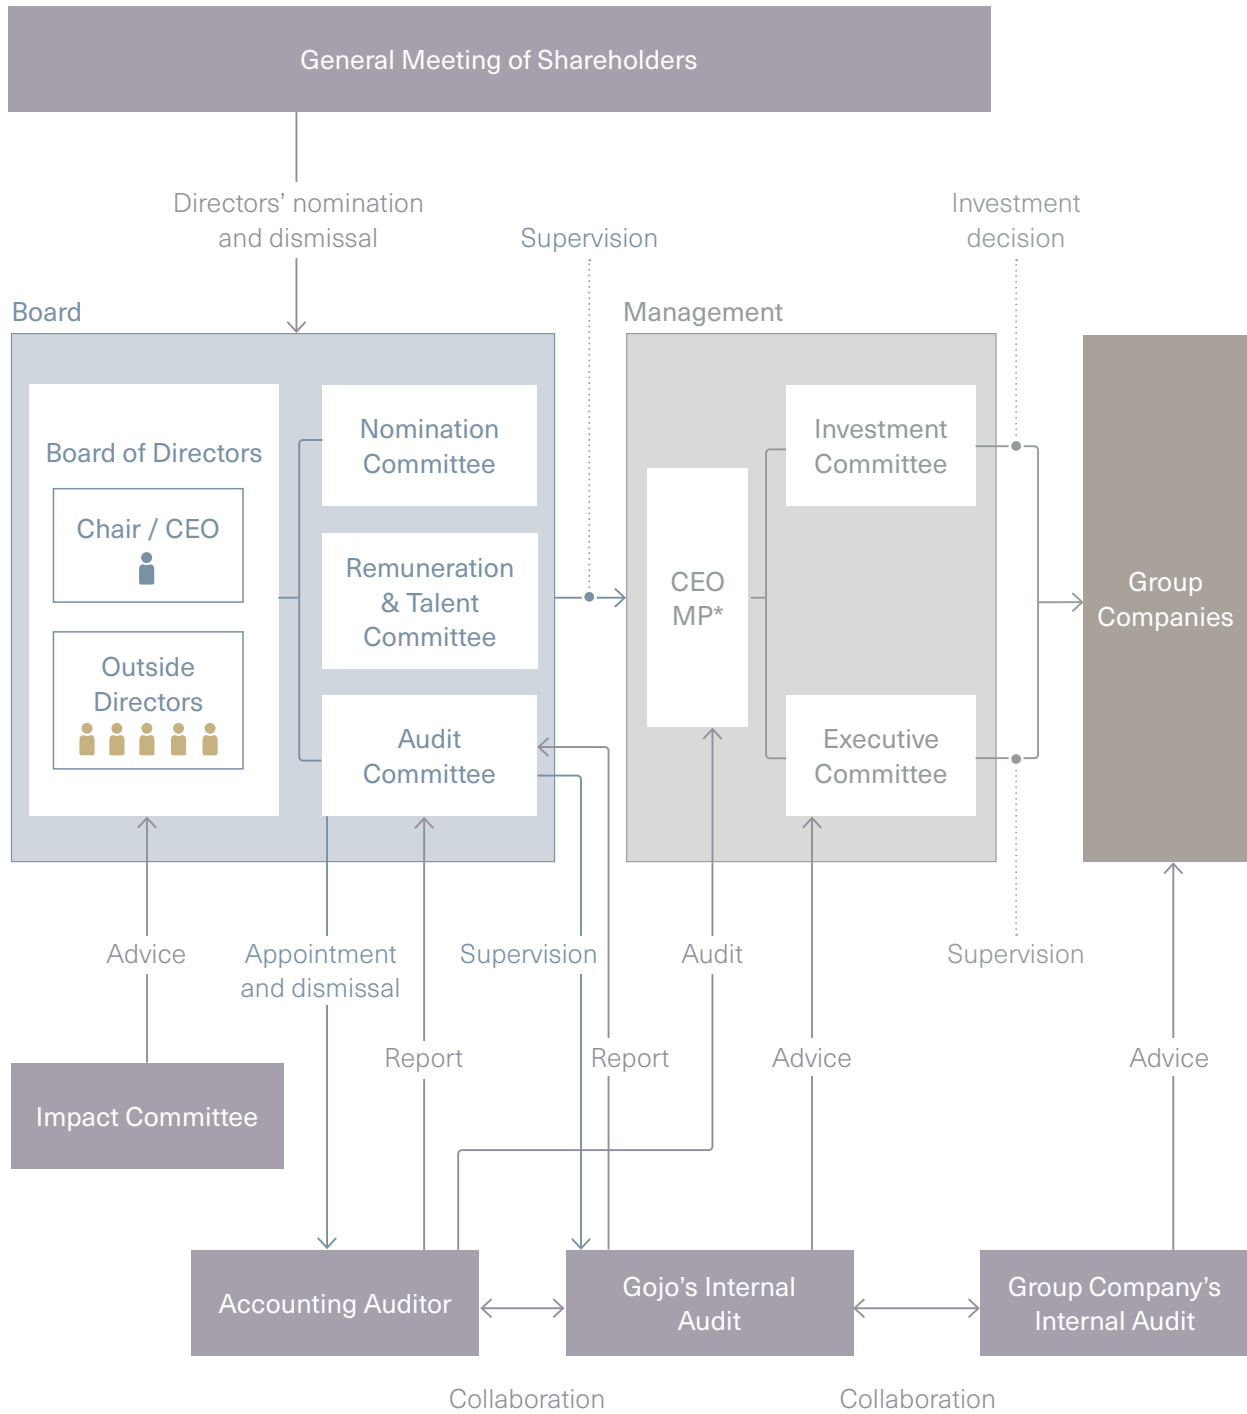 General Meeting of Shareholders
Directors’ nomination
and dismissal
Supervision
Investment
decision
Board
Management
Board of Directors
Chair / CEO
Outside
Directors
Nomination
Committee
Remuneration
& Talent
Committee
Audit
Committee
CEO
MP*
Investment
Committee
Executive
Committee
Group
Companies
Advice
Appointment
and dismissal
Supervision
Audit
Supervision
Report
Report
Advice
Advice
Impact Committee
Accounting Auditor
Gojo’s Internal
Audit
Group Company’s
Internal Audit
Collaboration
Collaboration